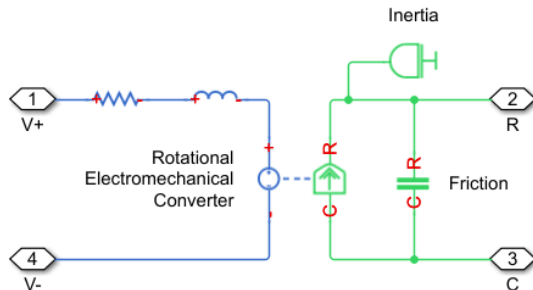 Inertia
1
V+
+
-
+
-
2
R
+
R
R
Rotational
Electromechanical
Converter
Friction
-
C
C
4
V-
3
C